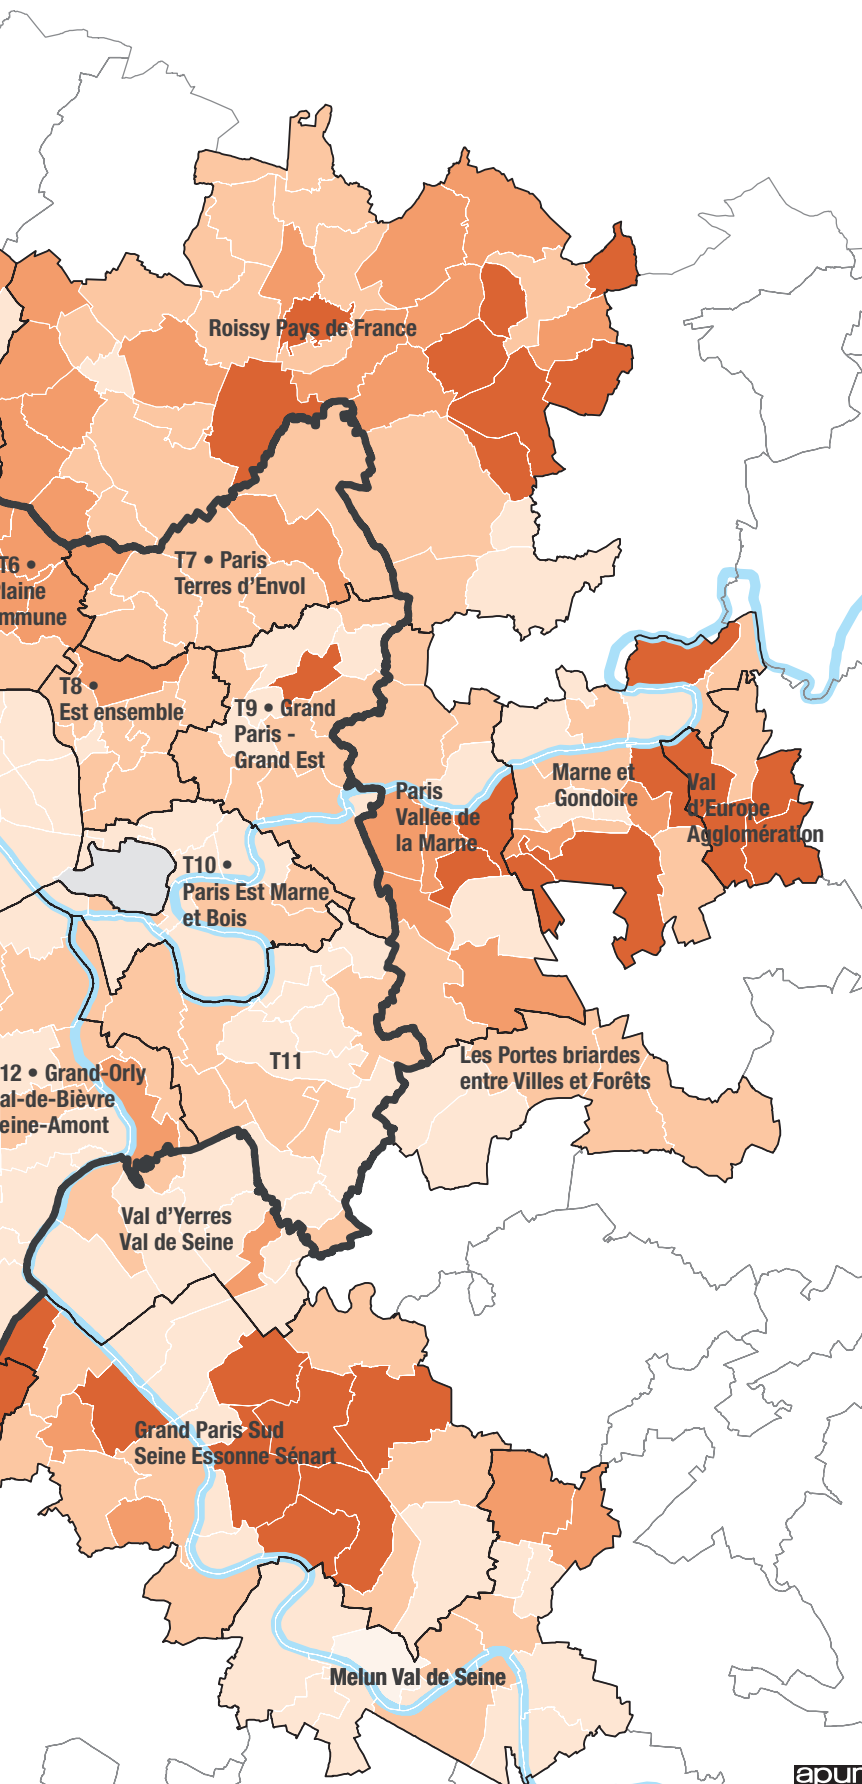 Roissy Pays de France
T6 •
laine
mmune
T7 • Paris
Terres d'Envol
T8 •
Est ensemble
T9 • Grand
Paris -
Grand Est
Paris
Vallée de
la Marne
Marne et
Gondoire
Val
d'Europe
Agglomération
T10 •
Paris Est Marne
et Bois
T11
12 • Grand-Orly
al-de-Bièvre
eine-Amont
Les Portes briardes
entre Villes et Forêts
Val d'Yerres
Val de Seine
Grand Paris Sud
Seine Essonne Sénart
Melun Val de Seine
apur